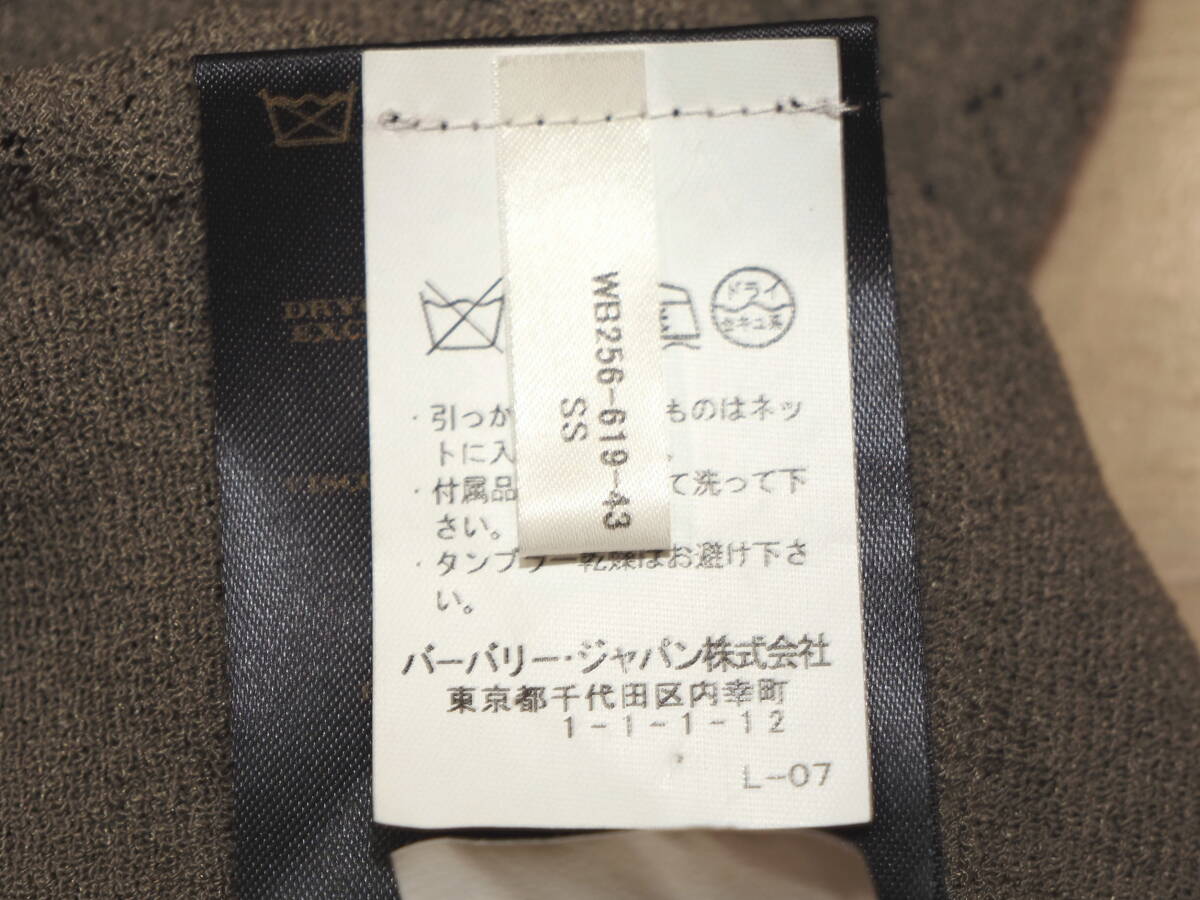 DRY
EXC
ドライ
セキユ系
WB256-619-43
SS
・引っか
ものはネッ
トに入
・付属品
て洗って下
さい。
・タンブラー乾燥はお避け下さ
い。
バーバリー・ジャパン株式会社
東京都千代田区内幸町
1-1-1-12
L-07